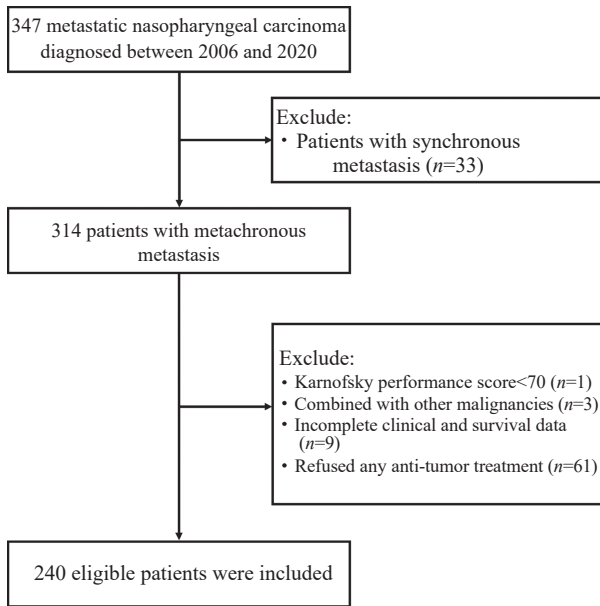 347 metastatic nasopharyngeal carcinoma
diagnosed between 2006 and 2020
Exclude:
• Patients with synchronous
metastasis (n=33)
314 patients with metachronous
metastasis
Exclude:
• Karnofsky performance score<70 (n=1)
• Combined with other malignancies (n=3)
• Incomplete clinical and survival data
(n=9)
• Refused any anti-tumor treatment (n=61)
240 eligible patients were included